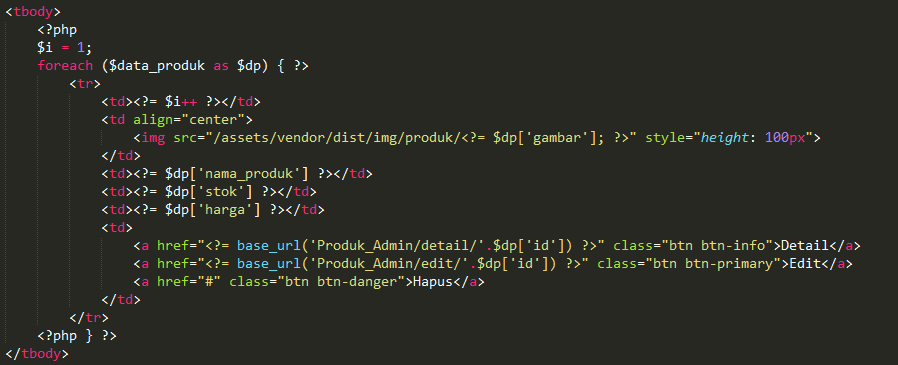 <tbody>
    <?php
    $i = 1;
    foreach ($data_produk as $dp) { ?>
        <tr>
            <td><?= $i++ ?></td>
            <td align="center">
                <img src="/assets/vendor/dist/img/produk/<?= $dp['gambar']; ?>" style="height: 100px">
            </td>
            <td><?= $dp['nama_produk'] ?></td>
            <td><?= $dp['stok'] ?></td>
            <td><?= $dp['harga'] ?></td>
            <td>
                <a href="<?= base_url('Produk_Admin/detail/'.$dp['id']) ?>" class="btn btn-info">Detail</a>
                <a href="<?= base_url('Produk_Admin/edit/'.$dp['id']) ?>" class="btn btn-primary">Edit</a>
                <a href="#" class="btn btn-danger">Hapus</a>
            </td>
        </tr>
    <?php } ?>
</tbody>